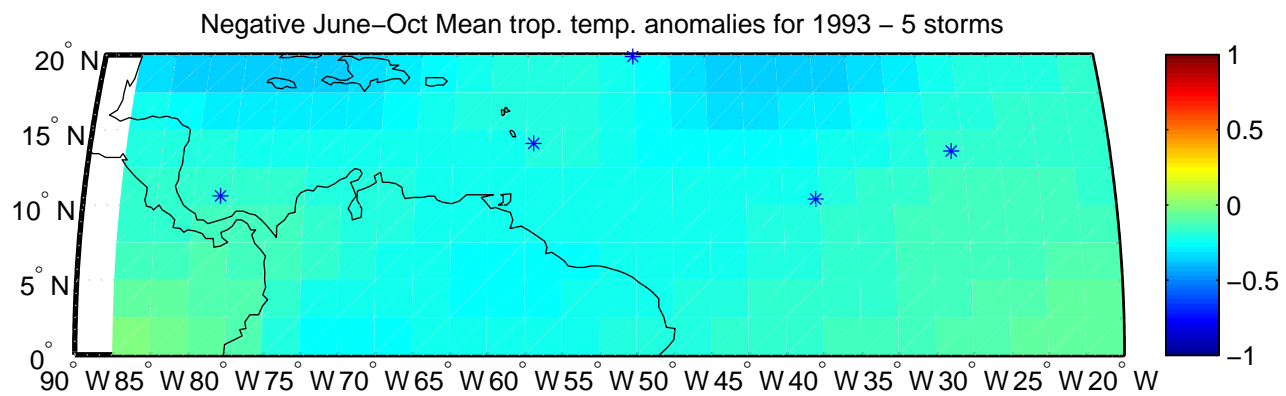 Negative June−Oct Mean trop. temp. anomalies for 1993 − 5 storms
20° N
15° N
10° N
5° N
0°
90° W 85° W 80° W 75° W 70° W 65° W 60° W 55° W 50° W 45° W 40° W 35° W 30° W 25° W 20° W
1
0.5
0
−0.5
−1